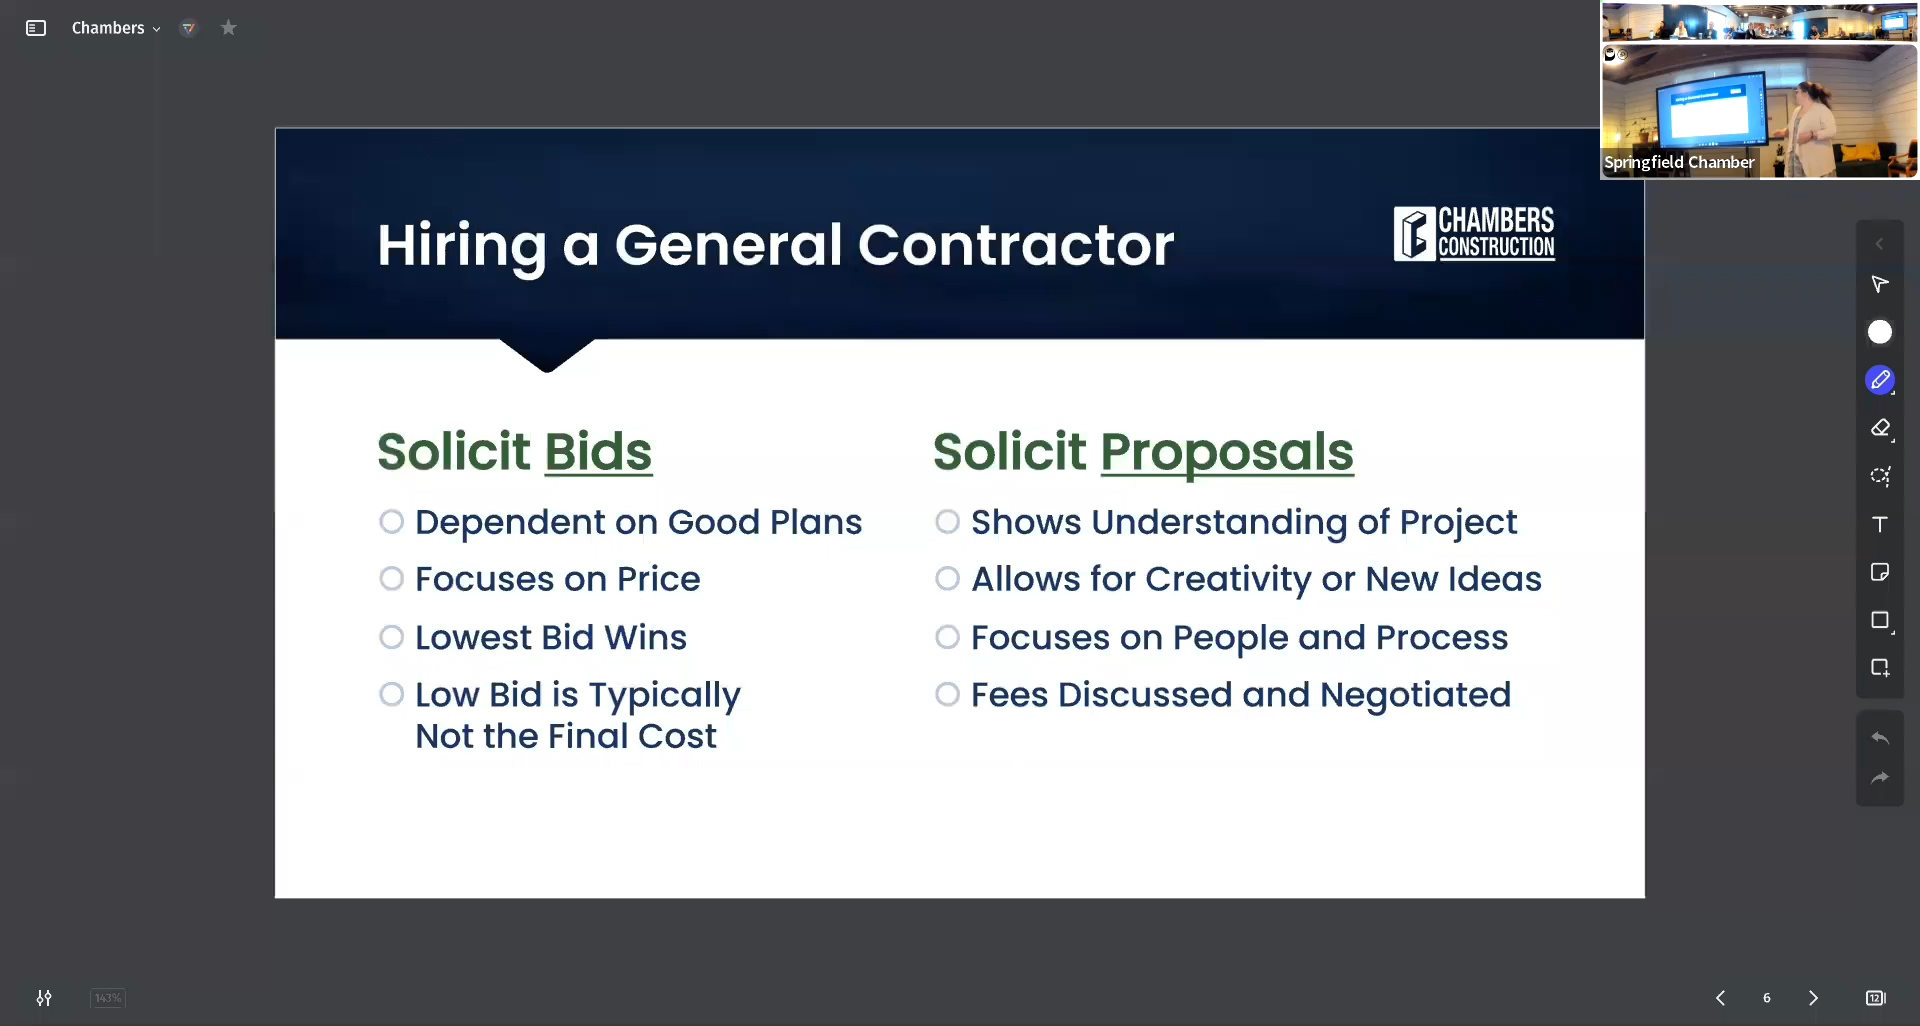 Chambers
Springfield Chamber
Hiring a General Contractor
CHAMBERS
CONSTRUCTION
Solicit Bids
Dependent on Good Plans
Focuses on Price
Lowest Bid Wins
Low Bid is Typically
Not the Final Cost
Solicit Proposals
Shows Understanding of Project
Allows for Creativity or New Ideas
Focuses on People and Process
Fees Discussed and Negotiated
T
143%
6
12